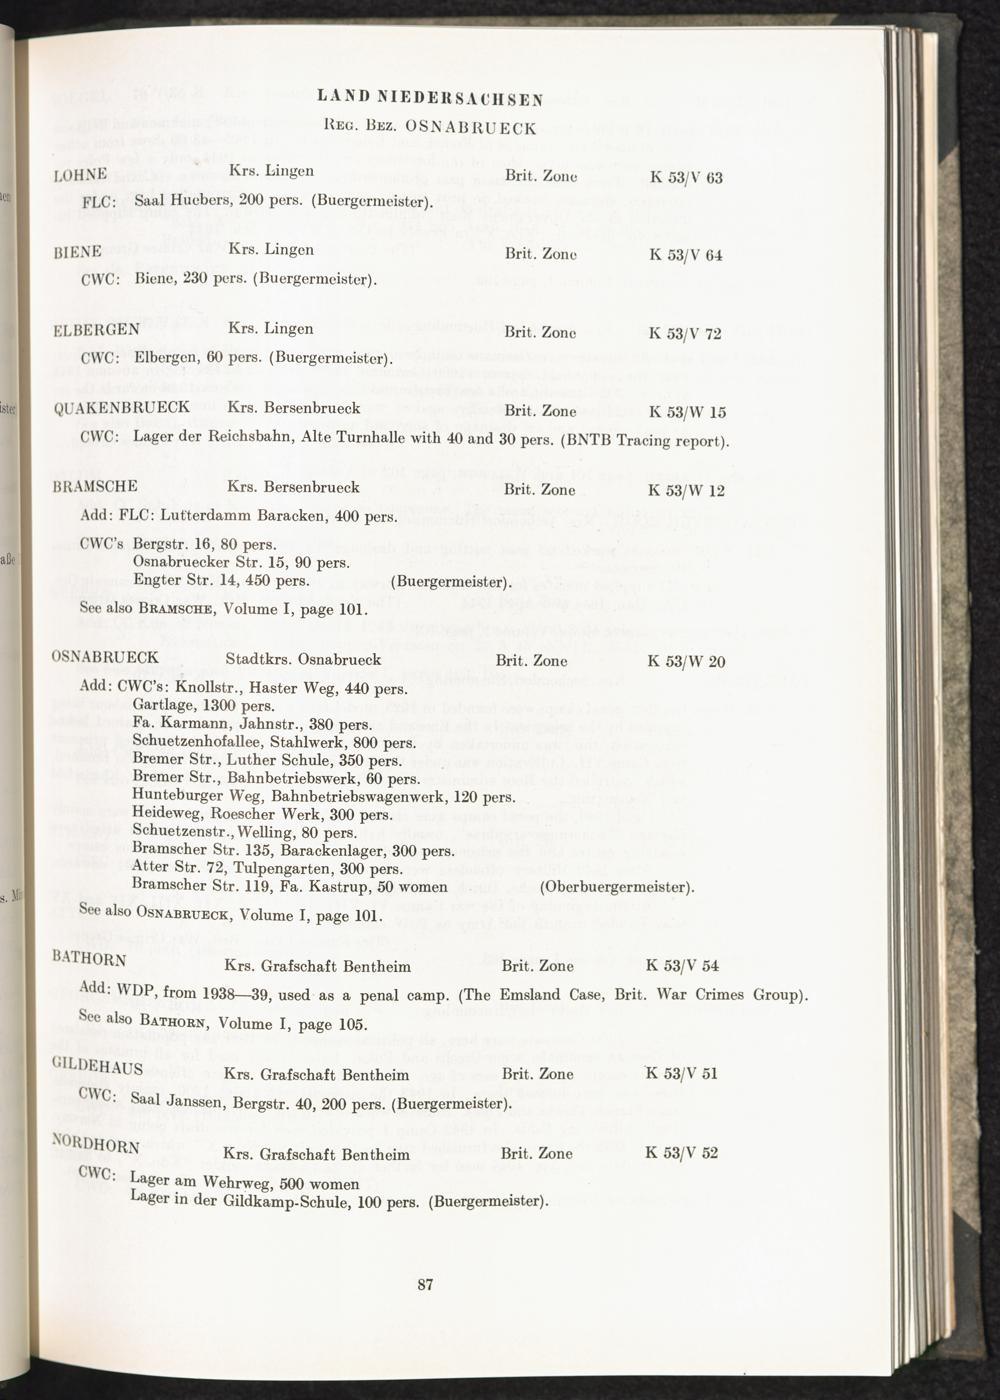 LAND NIEDERSACHSEN
REG. BEZ. OSNABRUECK
LOHNE Krs. Lingen Brit. Zone K 53/V 63
FLC: Saal Huebers, 200 pers. (Buergermeister).
BIENE Krs. Lingen Brit. Zone K 53/V 64
CWC: Biene, 230 pers. (Buergermeister).
ELBERGEN Krs. Lingen Brit. Zone K 53/V 72
CWC: Elbergen, 60 pers. (Buergermeister).
QUAKENBRUECK Krs. Bersenbrueck Brit. Zone K 53/W 15
CWC: Lager der Reichsbahn, Alte Turnhalle with 40 and 30 pers. (BNTB Tracing report).
BRAMSCHE Krs. Bersenbrueck Brit. Zone K 53/W 12
Add: FLC: Lutterdamm Baracken, 400 pers.
CWC's Bergstr. 16, 80 pers.
Osnabruecker Str. 15, 90 pers.
Engter Str. 14, 450 pers. (Buergermeister).
See also BRAMSCHE, Volume I, page 101.
OSNABRUECK Stadtkrs. Osnabrueck Brit. Zone K 53/W 20
Add: CWC's: Knollstr., Haster Weg, 440 pers.
Gartlage, 1300 pers.
Fa. Karmann, Jahnstr., 380 pers.
Schuetzenhofallee, Stahlwerk, 800 pers.
Bremer Str., Luther Schule, 350 pers.
Bremer Str., Bahnbetriebswerk, 60 pers.
Hunteburger Weg, Bahnbetriebswagenwerk, 120 pers.
Heideweg, Roescher Werk, 300 pers.
Schuetzenstr., Welling, 80 pers.
Bramscher Str. 135, Barackenlager, 300 pers.
Atter Str. 72, Tulpengarten, 300 pers.
Bramscher Str. 119, Fa. Kastrup, 50 women (Oberbuergermeister).
See also OSNABRUECK, Volume I, page 101.
BATHORN Krs. Grafschaft Bentheim Brit. Zone K 53/V 54
Add: WDP, from 1938—39, used as a penal camp. (The Emsland Case, Brit. War Crimes Group).
See also BATHORN, Volume I, page 105.
GILDEHAUS Krs. Grafschaft Bentheim Brit. Zone K 53/V 51
CWC: Saal Janssen, Bergstr. 40, 200 pers. (Buergermeister).
NORDHORN Krs. Grafschaft Bentheim Brit. Zone K 53/V 52
CWC: Lager am Wehrweg, 500 women
Lager in der Gildkamp-Schule, 100 pers. (Buergermeister).
87